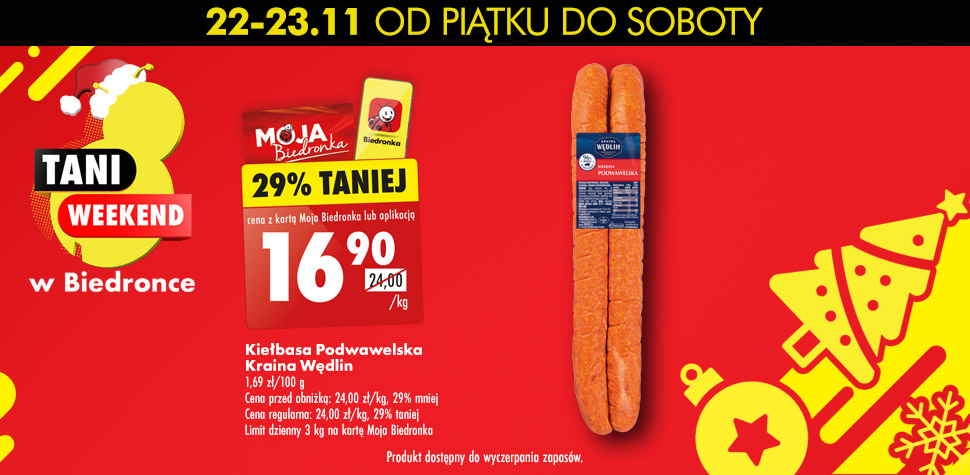 22-23.11 OD PIĄTKU DO SOBOTY
TANI
WEEKEND
w Biedronce
MOJA
Biedronka
Biedronka
29% TANIEJ
cena z kartą Moja Biedronka lub aplikacją
16 90
24,00
/kg
Kiełbasa Podwawelska
Kraina Wędlin
1,69 zł/100 g
Cena przed obniżką: 24,00 zł/kg, 29% mniej
Cena regularna: 24,00 zł/kg, 29% taniej
Limit dzienny 3 kg na kartę Moja Biedronka
KRAINA
WĘDLIN
KIEŁBASA
PODWAWELSKA
Produkt dostępny do wyczerpania zapasów.